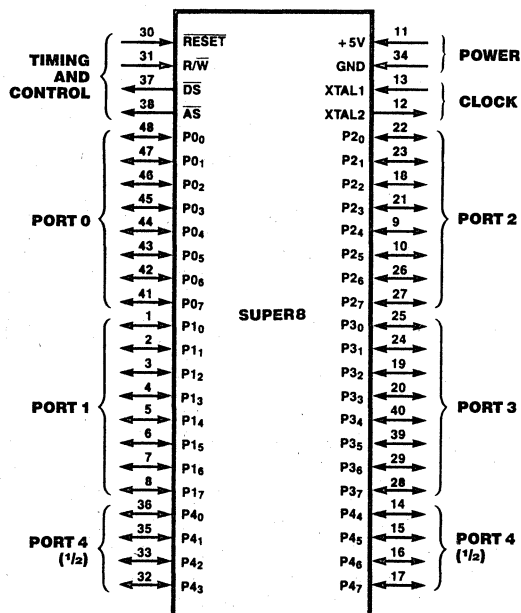 30 RESET +5V 11
31 R/W GND 34 POWER
TIMING AND CONTROL
37 DS XTAL1 13
38 AS XTAL2 12 CLOCK
48 P0₀ P2₀ 22
47 P0₁ P2₁ 23
46 P0₂ P2₂ 18
45 P0₃ P2₃ 21
PORT 0 44 P0₄ P2₄ 9 PORT 2
43 P0₅ P2₅ 10
42 P0₆ P2₆ 26
41 P0₇ P2₇ 27
SUPER8
1 P1₀ P3₀ 25
2 P1₁ P3₁ 24
3 P1₂ P3₂ 19
4 P1₃ P3₃ 20
PORT 1 5 P1₄ P3₄ 40 PORT 3
6 P1₅ P3₅ 39
7 P1₆ P3₆ 29
8 P1₇ P3₇ 28
36 P4₀ P4₄ 14
35 P4₁ P4₅ 15
PORT 4 (1/2) PORT 4 (1/2)
33 P4₂ P4₆ 16
32 P4₃ P4₇ 17